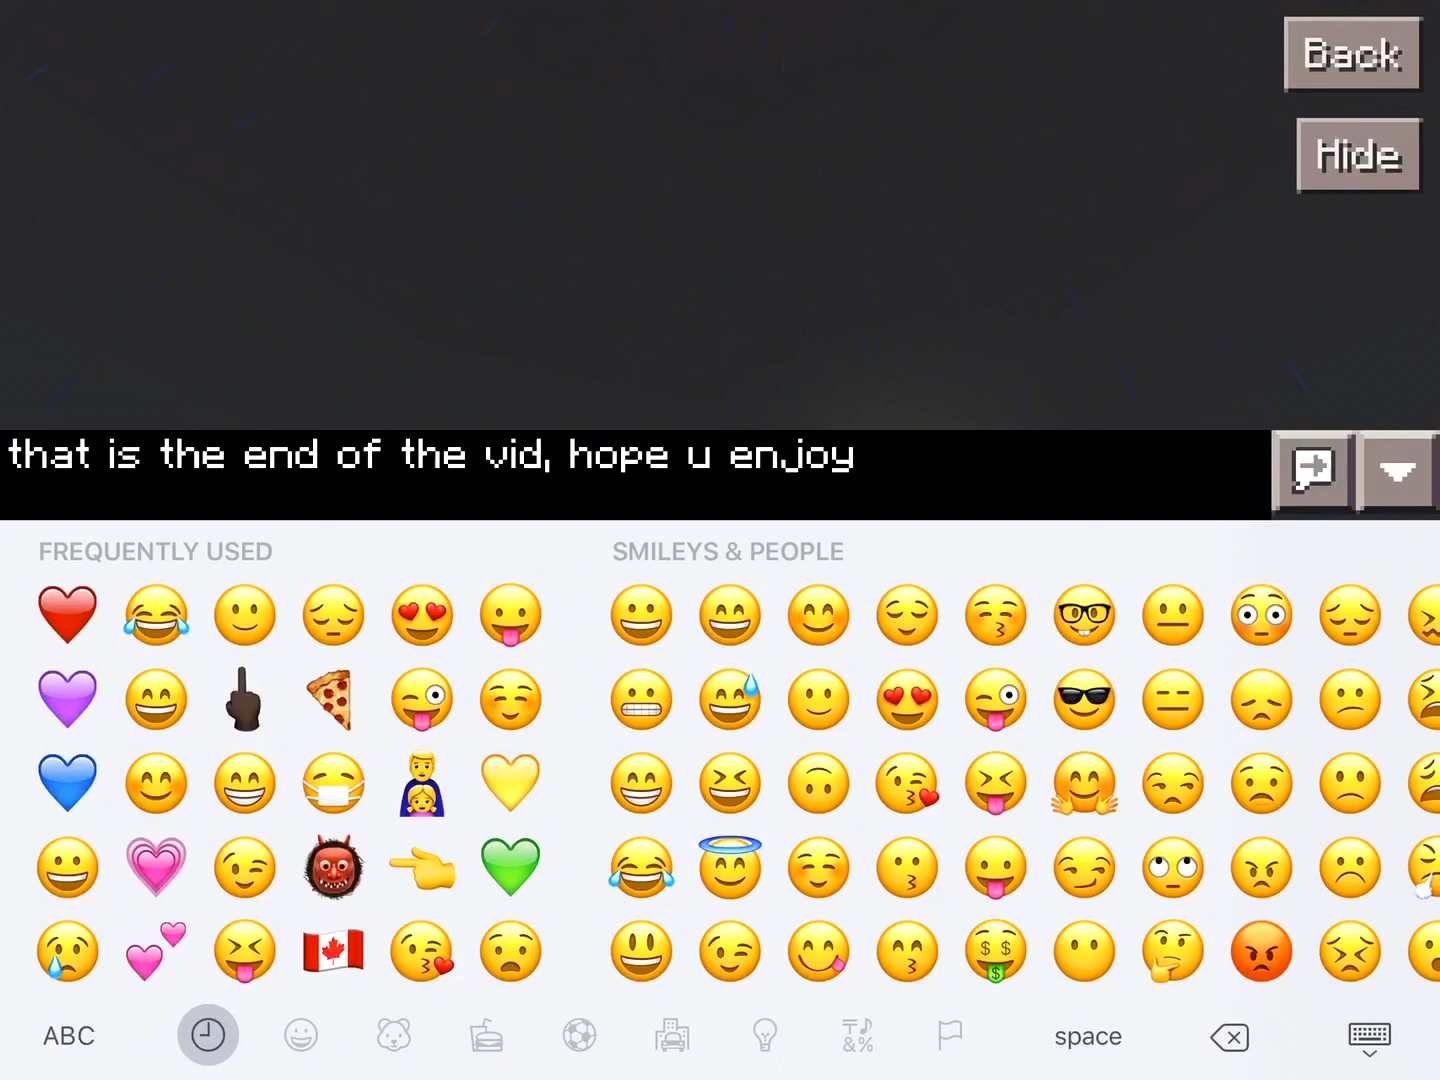 Back
Hide
that is the end of the vid, hope u enjoy
FREQUENTLY USED
SMILEYS & PEOPLE
ABC
space